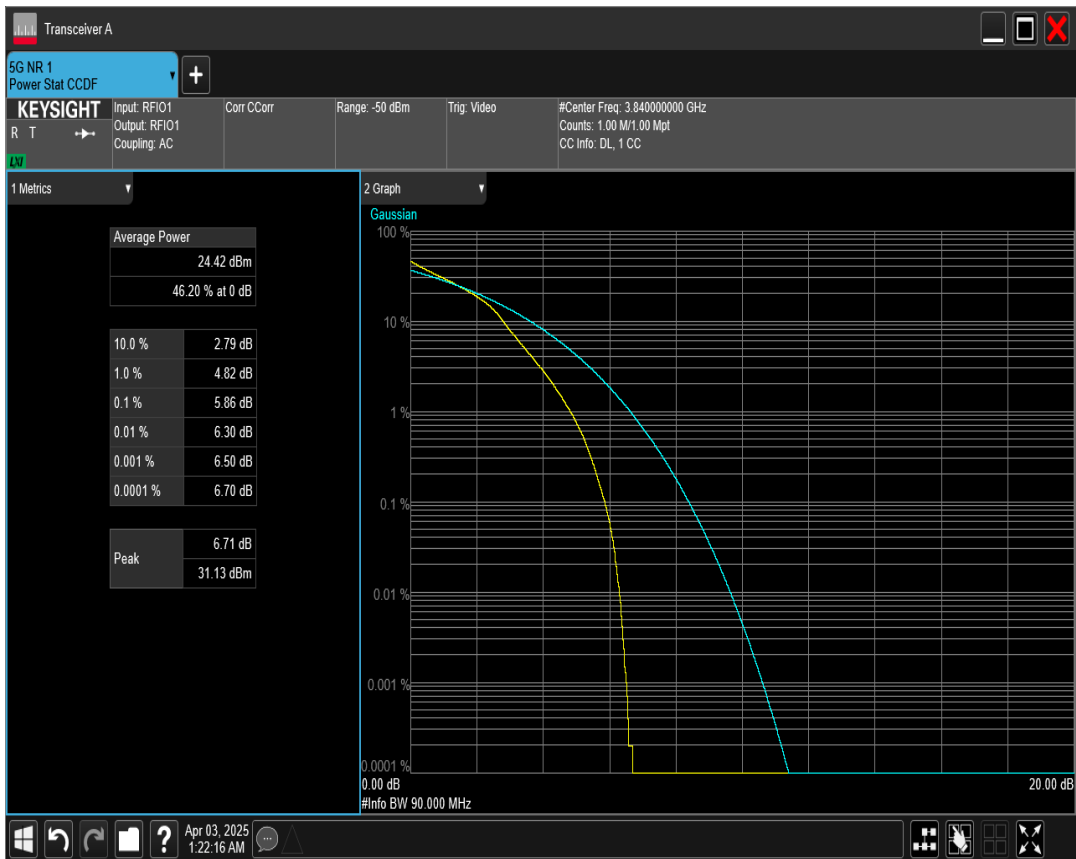 Transceiver A
5G NR 1
Power Stat CCDF
+
KEYSIGHT
R T
LXI
Input: RFIO1
Output: RFIO1
Coupling: AC
Corr CCorr
Range: -50 dBm
Trig: Video
#Center Freq: 3.840000000 GHz
Counts: 1.00 M/1.00 Mpt
CC Info: DL, 1 CC
1 Metrics
Average Power
24.42 dBm
46.20 % at 0 dB
10.0 % 2.79 dB
1.0 % 4.82 dB
0.1 % 5.86 dB
0.01 % 6.30 dB
0.001 % 6.50 dB
0.0001 % 6.70 dB
Peak
6.71 dB
31.13 dBm
2 Graph
Gaussian
100 %
10 %
1 %
0.1 %
0.01 %
0.001 %
0.0001 %
0.00 dB 20.00 dB
#Info BW 90.000 MHz
?
Apr 03, 2025
1:22:16 AM